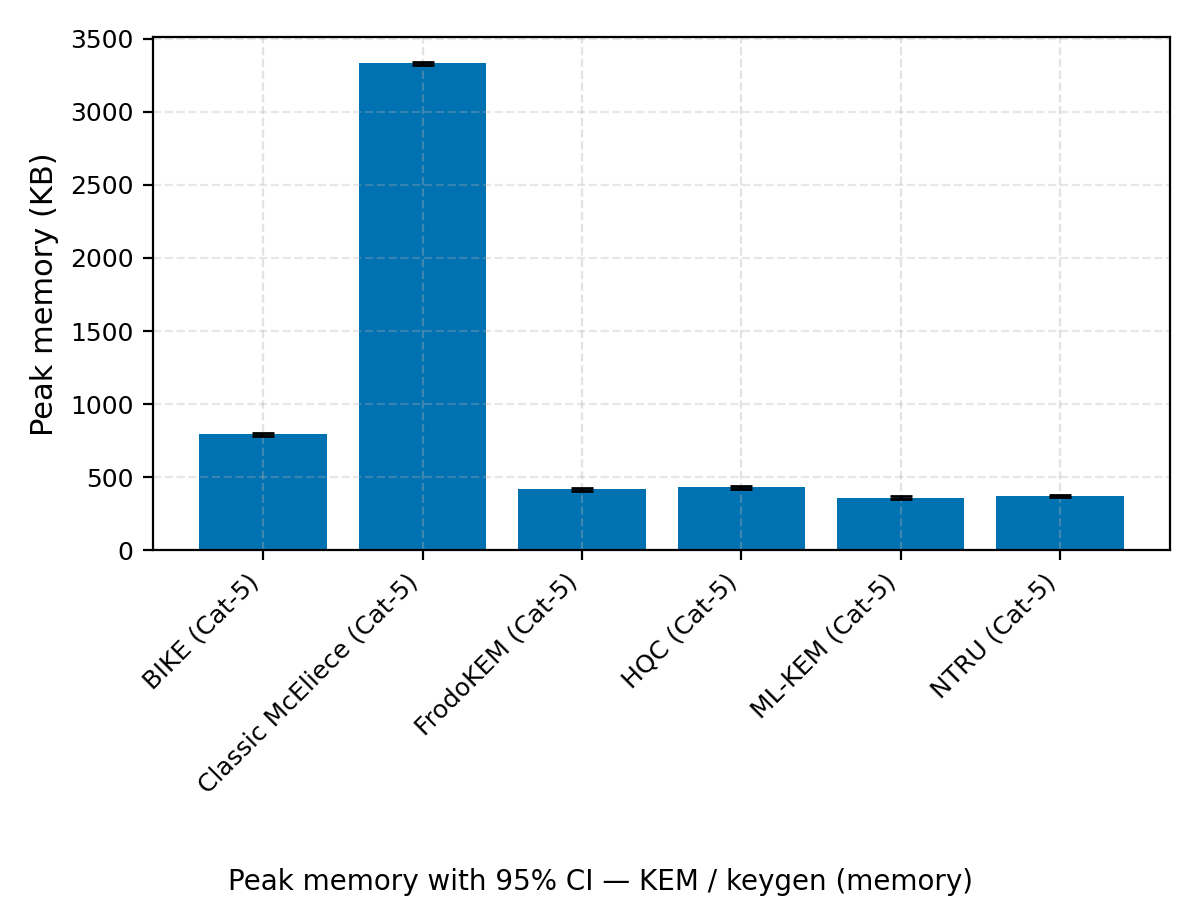 3500
3000
2500
2000
1500
1000
500
0
Peak memory (KB)
BIKE (Cat-5)
Classic McEliece (Cat-5)
FrodoKEM (Cat-5)
HQC (Cat-5)
ML-KEM (Cat-5)
NTRU (Cat-5)
Peak memory with 95% CI — KEM / keygen (memory)